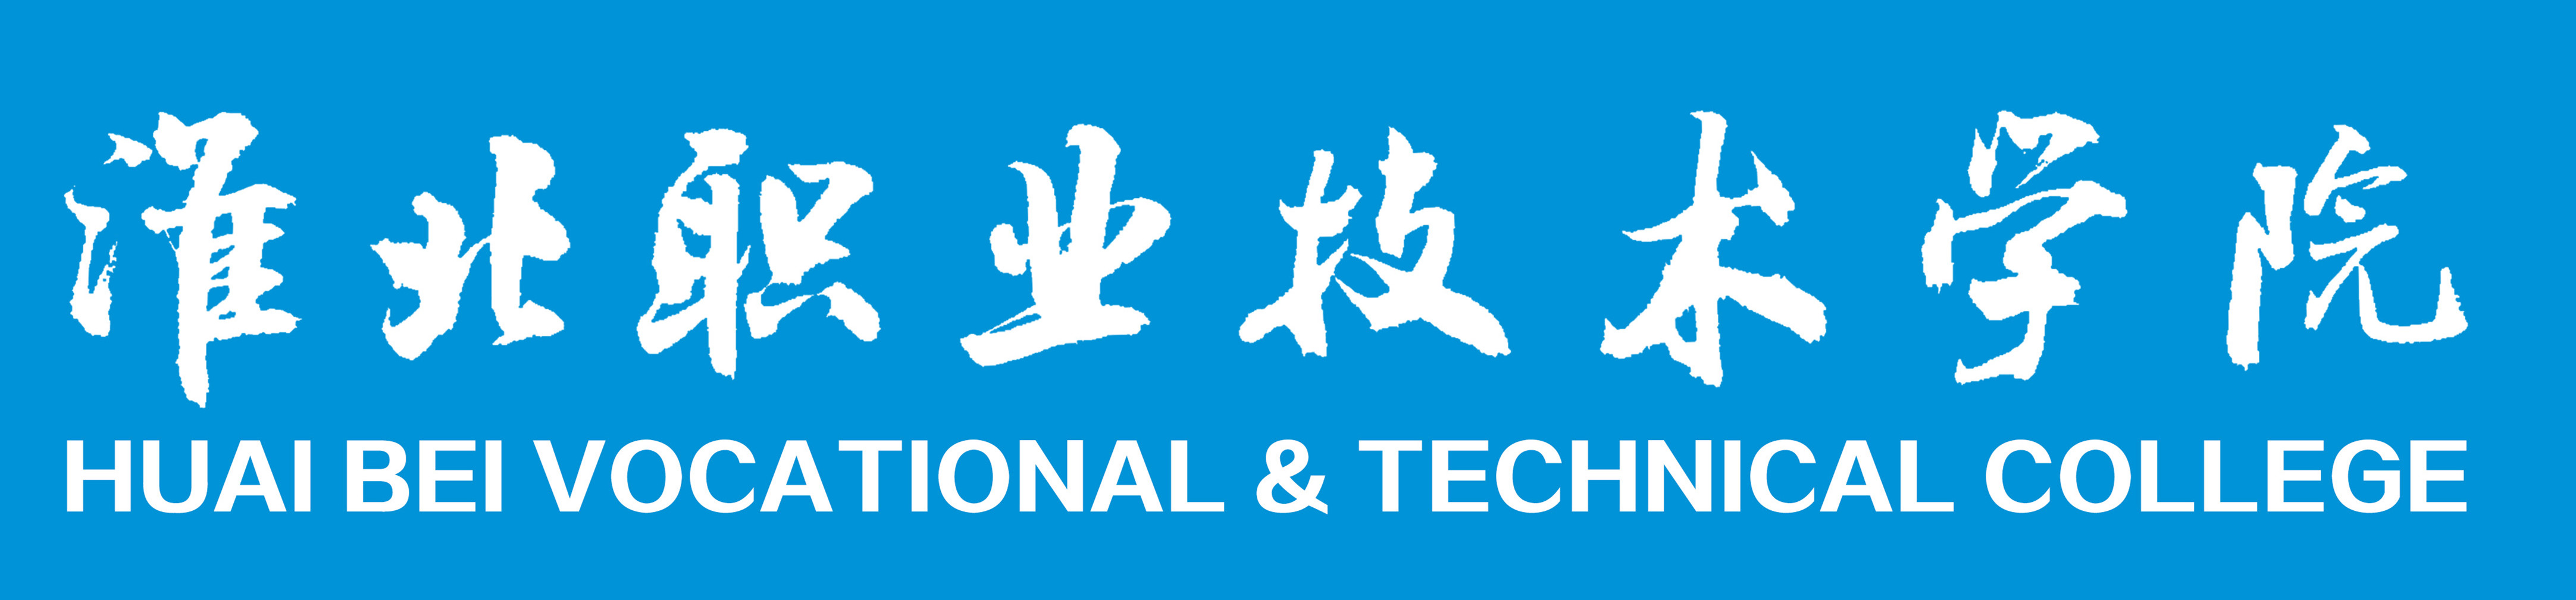 淮北职业技术学院
HUAI BEI VOCATIONAL & TECHNICAL COLLEGE